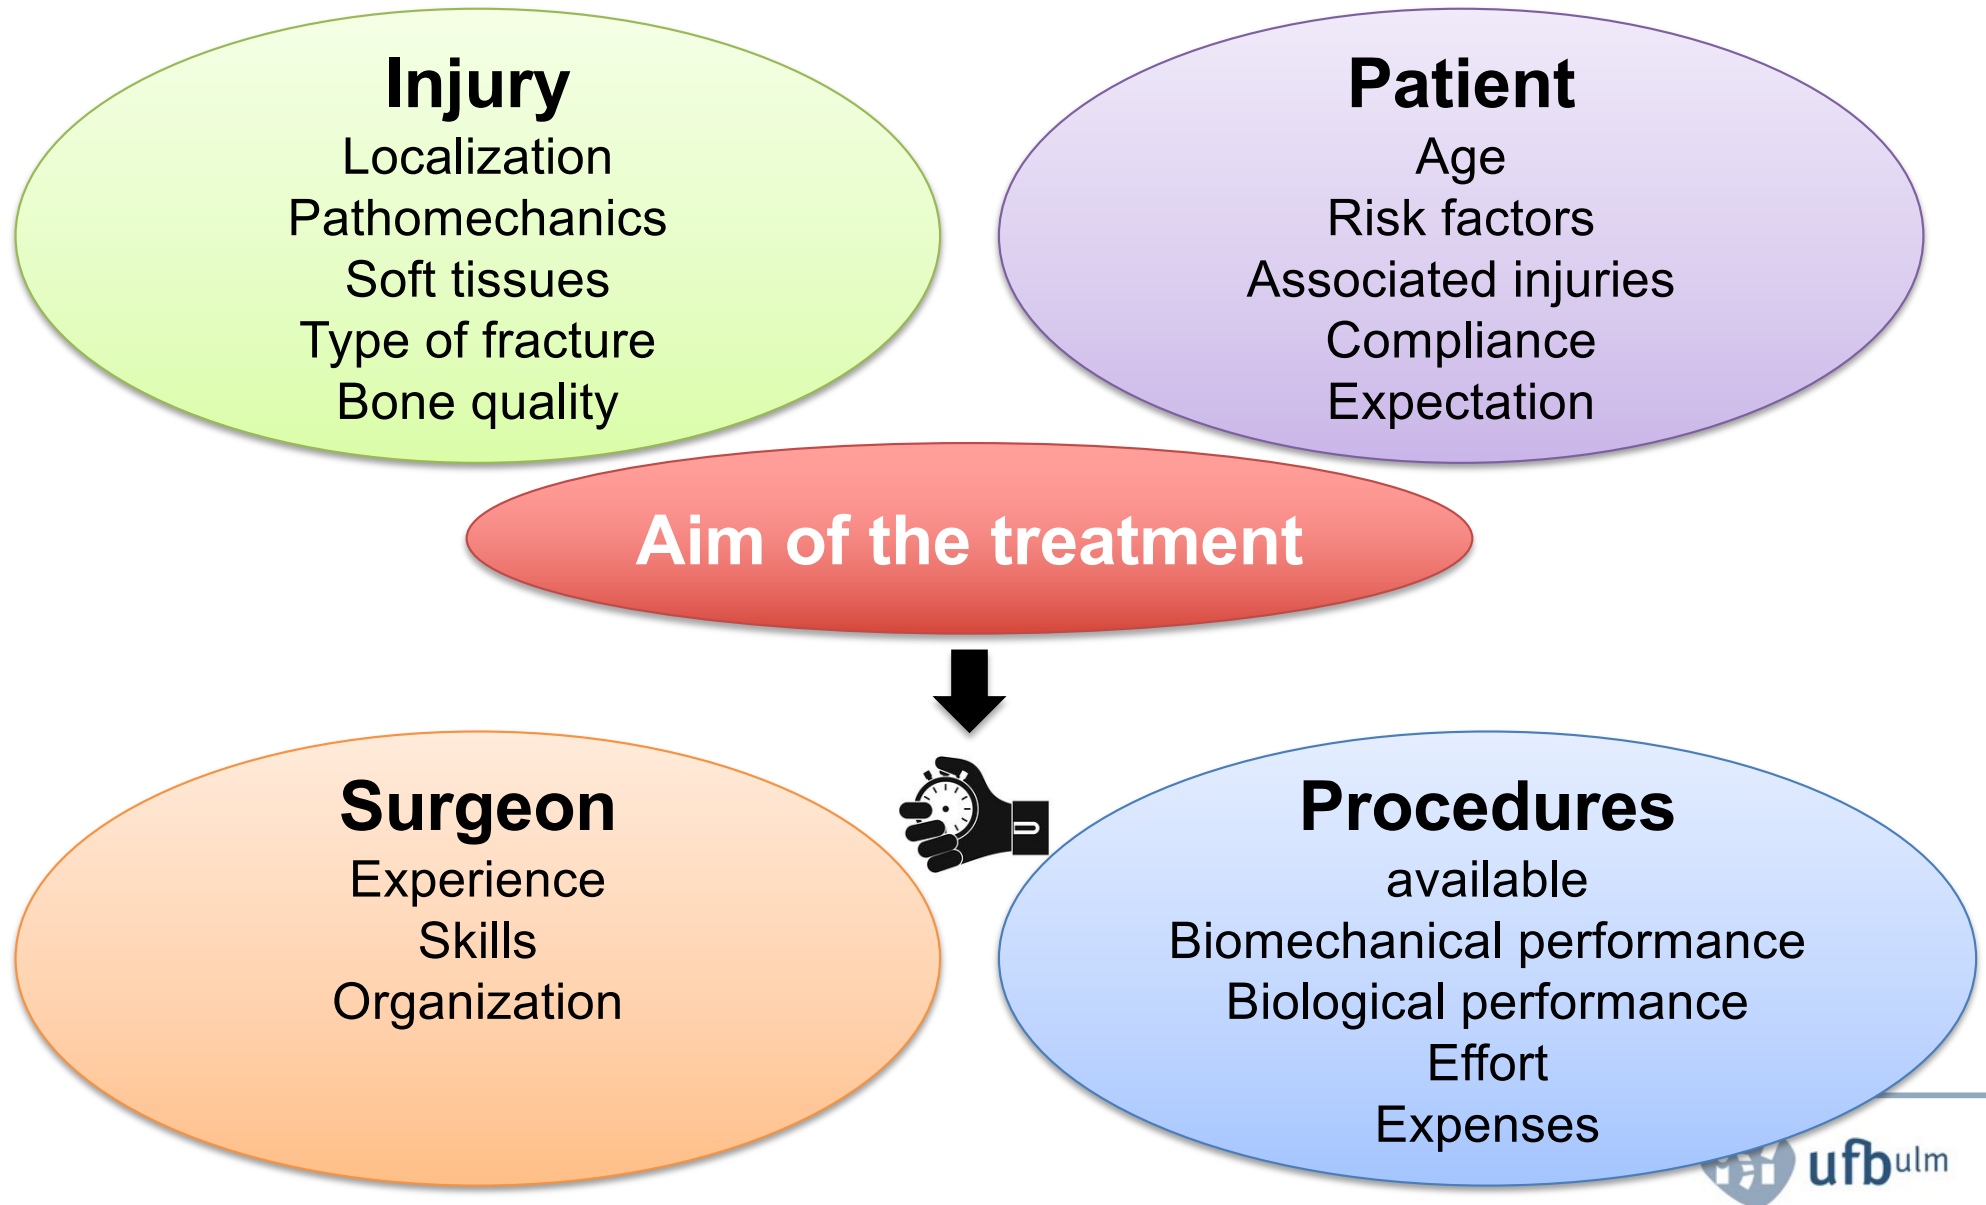 Injury
Localization
Pathomechanics
Soft tissues
Type of fracture
Bone quality
Patient
Age
Risk factors
Associated injuries
Compliance
Expectation
Aim of the treatment
Surgeon
Experience
Skills
Organization
Procedures
available
Biomechanical performance
Biological performance
Effort
Expenses
ufbulm